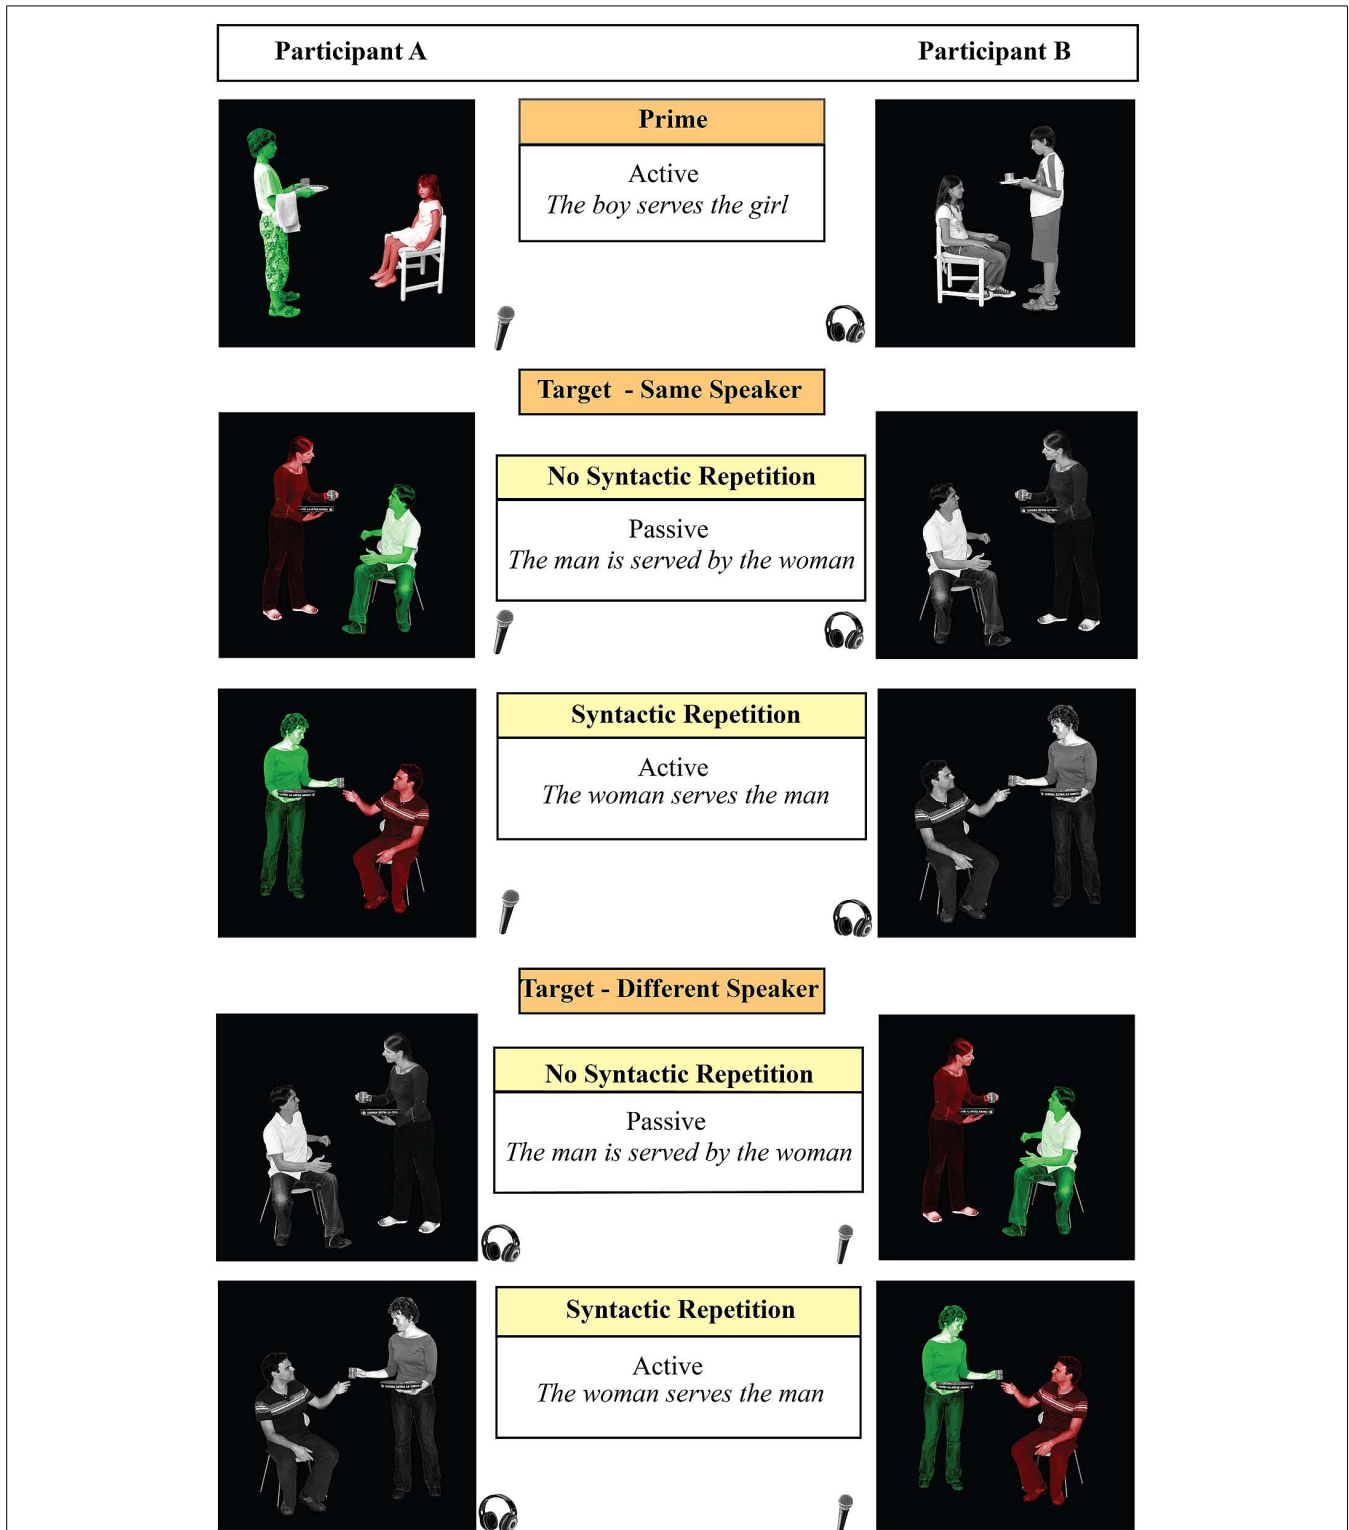 Participant A
Participant B
Prime
Active
The boy serves the girl
Target - Same Speaker
No Syntactic Repetition
Passive
The man is served by the woman
Syntactic Repetition
Active
The woman serves the man
Target - Different Speaker
No Syntactic Repetition
Passive
The man is served by the woman
Syntactic Repetition
Active
The woman serves the man